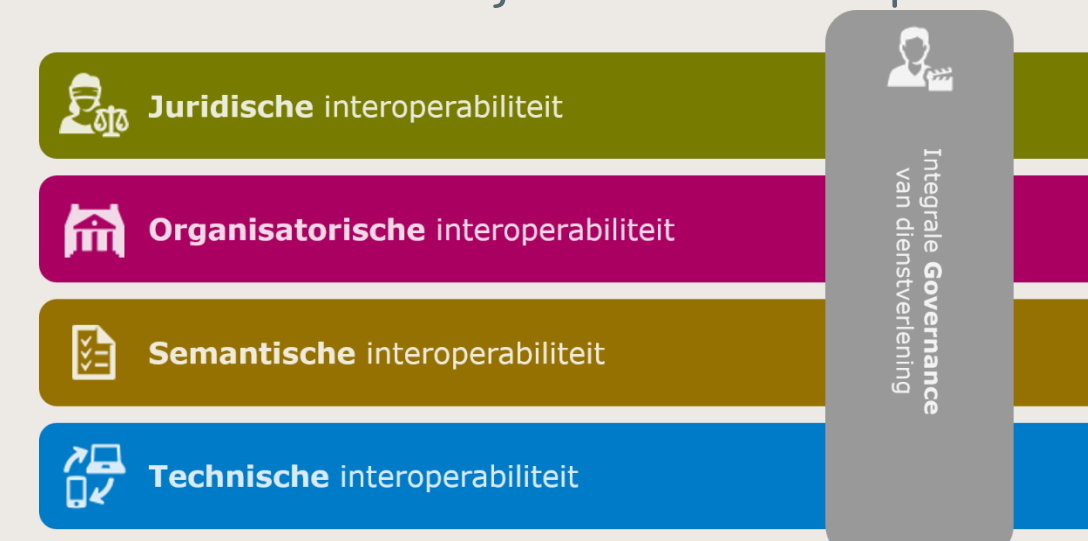 Juridische interoperabiliteit
Organisatorische interoperabiliteit
Semantische interoperabiliteit
Technische interoperabiliteit
Integrale Governance
van dienstverlening